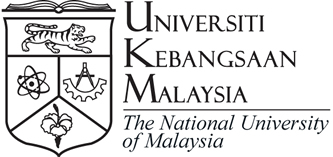 UNIVERSITI
KEBANGSAAN
MALAYSIA
The National University
of Malaysia